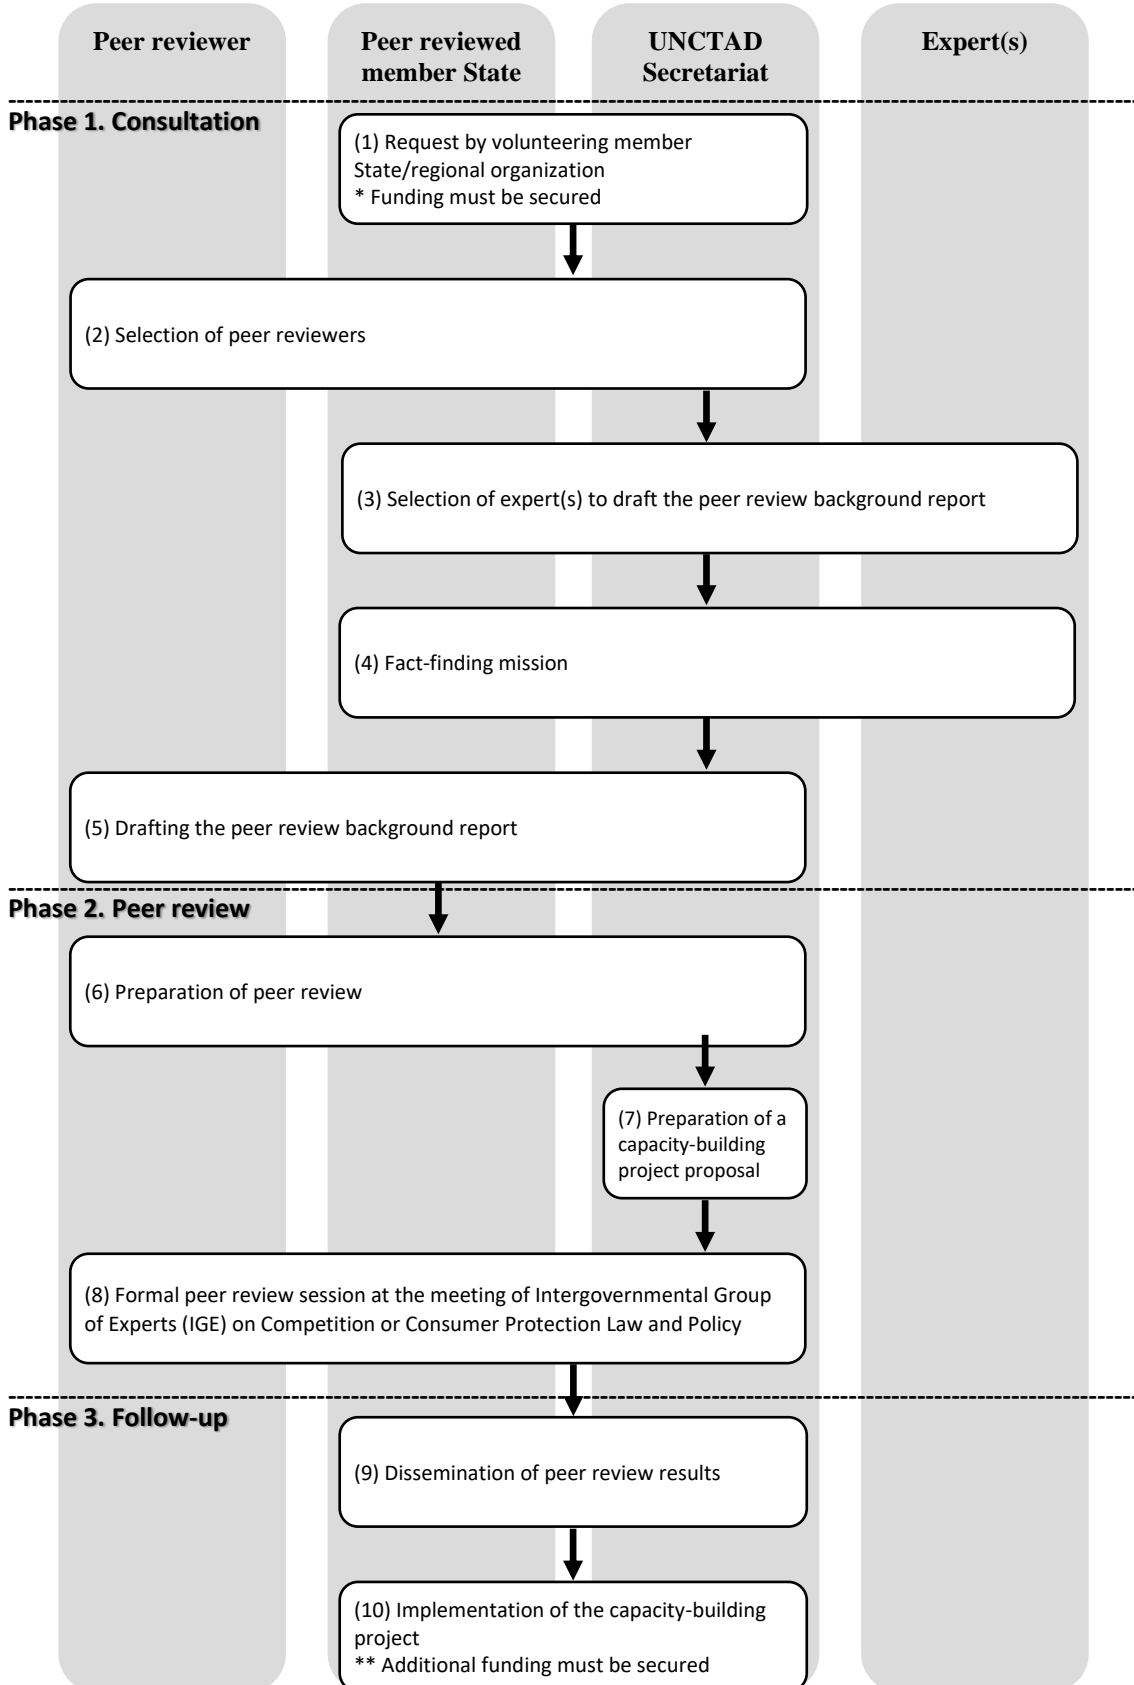 Peer reviewer
Peer reviewed
member State
UNCTAD
Secretariat
Expert(s)
Phase 1. Consultation
(1) Request by volunteering member
State/regional organization
* Funding must be secured
(2) Selection of peer reviewers
(3) Selection of expert(s) to draft the peer review background report
(4) Fact-finding mission
(5) Drafting the peer review background report
Phase 2. Peer review
(6) Preparation of peer review
(7) Preparation of a
capacity-building
project proposal
(8) Formal peer review session at the meeting of Intergovernmental Group
of Experts (IGE) on Competition or Consumer Protection Law and Policy
Phase 3. Follow-up
(9) Dissemination of peer review results
(10) Implementation of the capacity-building
project
** Additional funding must be secured